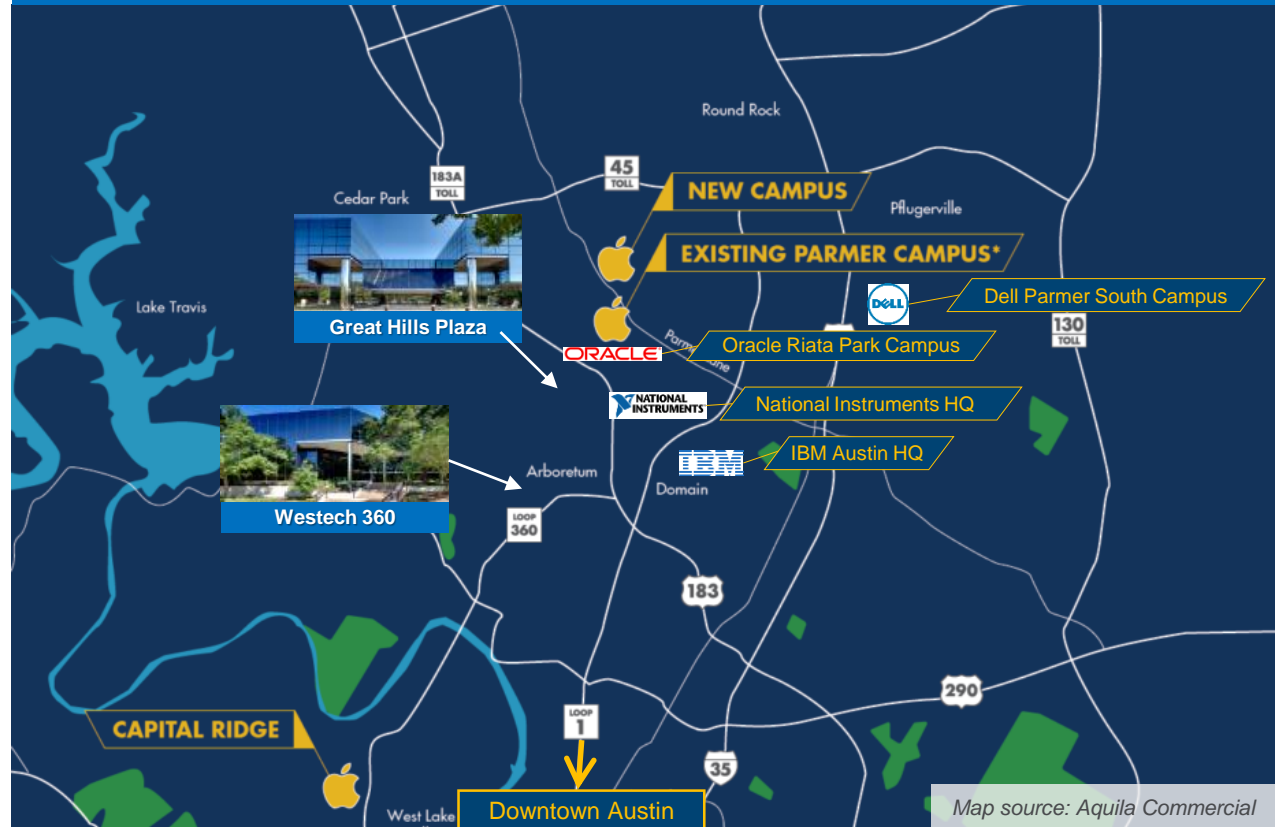 Round Rock
183A
TOLL
45
TOLL
Cedar Park
NEW CAMPUS
Pflugerville
EXISTING PARMER CAMPUS*
DELL
Dell Parmer South Campus
Lake Travis
Great Hills Plaza
130
TOLL
ORACLE
Oracle Riata Park Campus
NATIONAL
INSTRUMENTS
National Instruments HQ
IBM
IBM Austin HQ
Arboretum
Domain
Westech 360
LOOP
360
183
290
CAPITAL RIDGE
LOOP
1
35
West Lake
Downtown Austin
Map source: Aquila Commercial